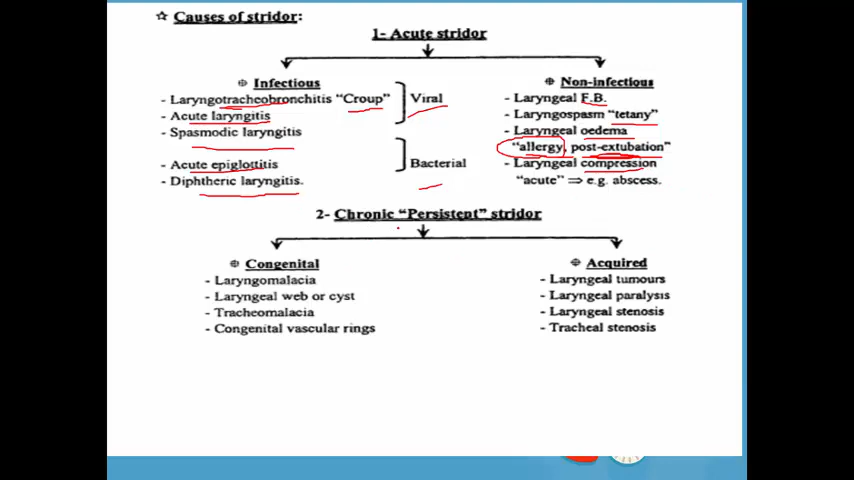 ☆ Causes of stridor:
1- Acute stridor
Infectious
- Laryngotracheobronchitis "Croup"
- Acute laryngitis
- Spasmodic laryngitis
Viral
- Acute epiglottitis
- Diphtheric laryngitis.
Bacterial
Non-infectious
- Laryngeal F.B.
- Laryngospasm "tetany"
- Laryngeal oedema
"allergy, post-extubation"
- Laryngeal compression
"acute" ⇒ e.g. abscess.
2- Chronic "Persistent" stridor
Congenital
- Laryngomalacia
- Laryngeal web or cyst
- Tracheomalacia
- Congenital vascular rings
Acquired
- Laryngeal tumours
- Laryngeal paralysis
- Laryngeal stenosis
- Tracheal stenosis